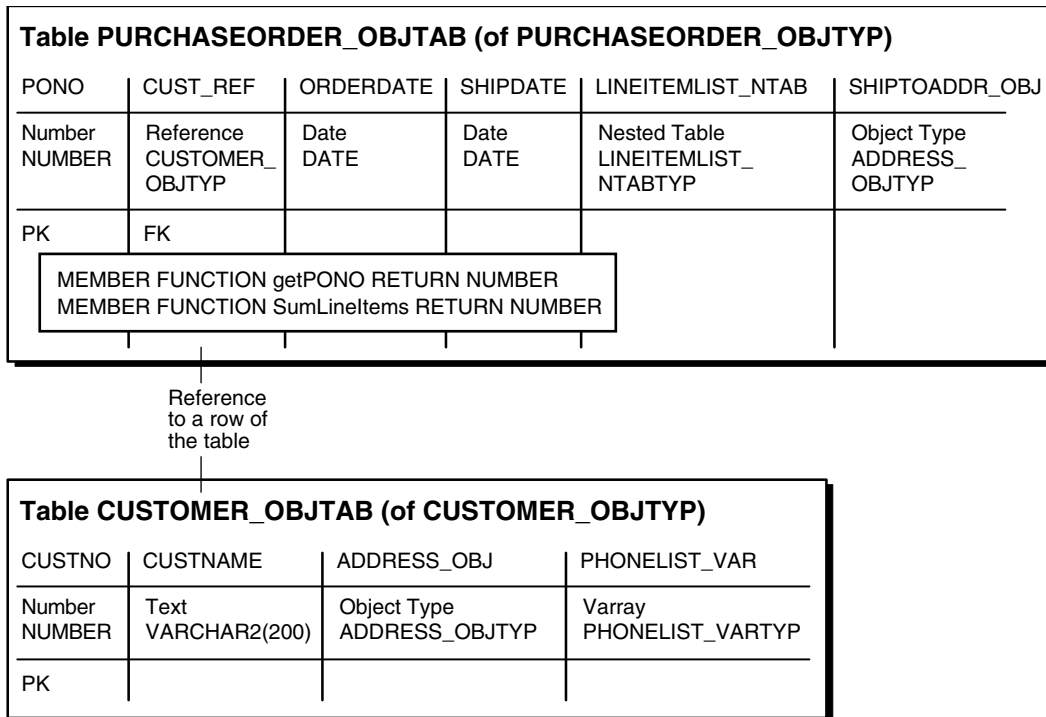 Table PURCHASEORDER_OBJTAB (of PURCHASEORDER_OBJTYP)
PONO CUST_REF ORDERDATE SHIPDATE LINEITEMLIST_NTAB SHIPTOADDR_OBJ
Number Reference Date Date Nested Table Object Type
NUMBER CUSTOMER_ DATE DATE LINEITEMLIST_ ADDRESS_
OBJTYP NTABTYP OBJTYP
PK FK
MEMBER FUNCTION getPONO RETURN NUMBER
MEMBER FUNCTION SumLineItems RETURN NUMBER
Reference
to a row of
the table
Table CUSTOMER_OBJTAB (of CUSTOMER_OBJTYP)
CUSTNO CUSTNAME ADDRESS_OBJ PHONELIST_VAR
Number Text Object Type Varray
NUMBER VARCHAR2(200) ADDRESS_OBJTYP PHONELIST_VARTYP
PK